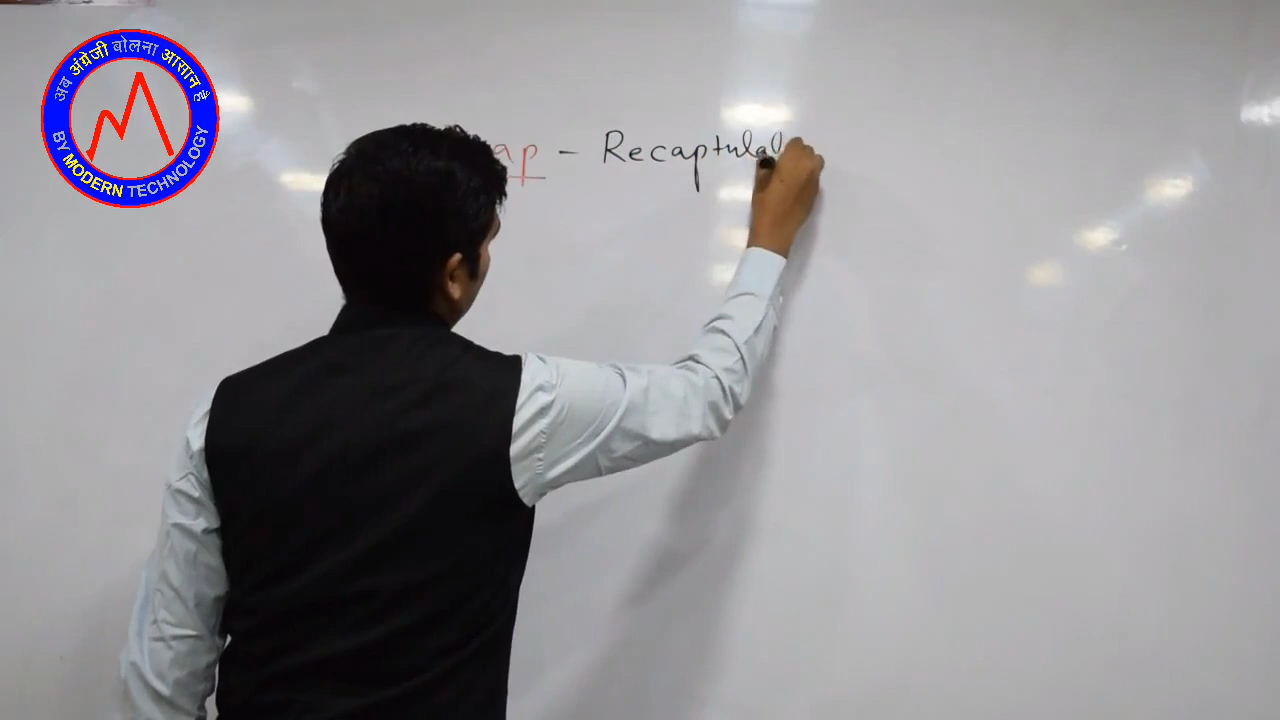 अब अंग्रेजी बोलना आसान है
BY MODERN TECHNOLOGY
ap - Recaptulat